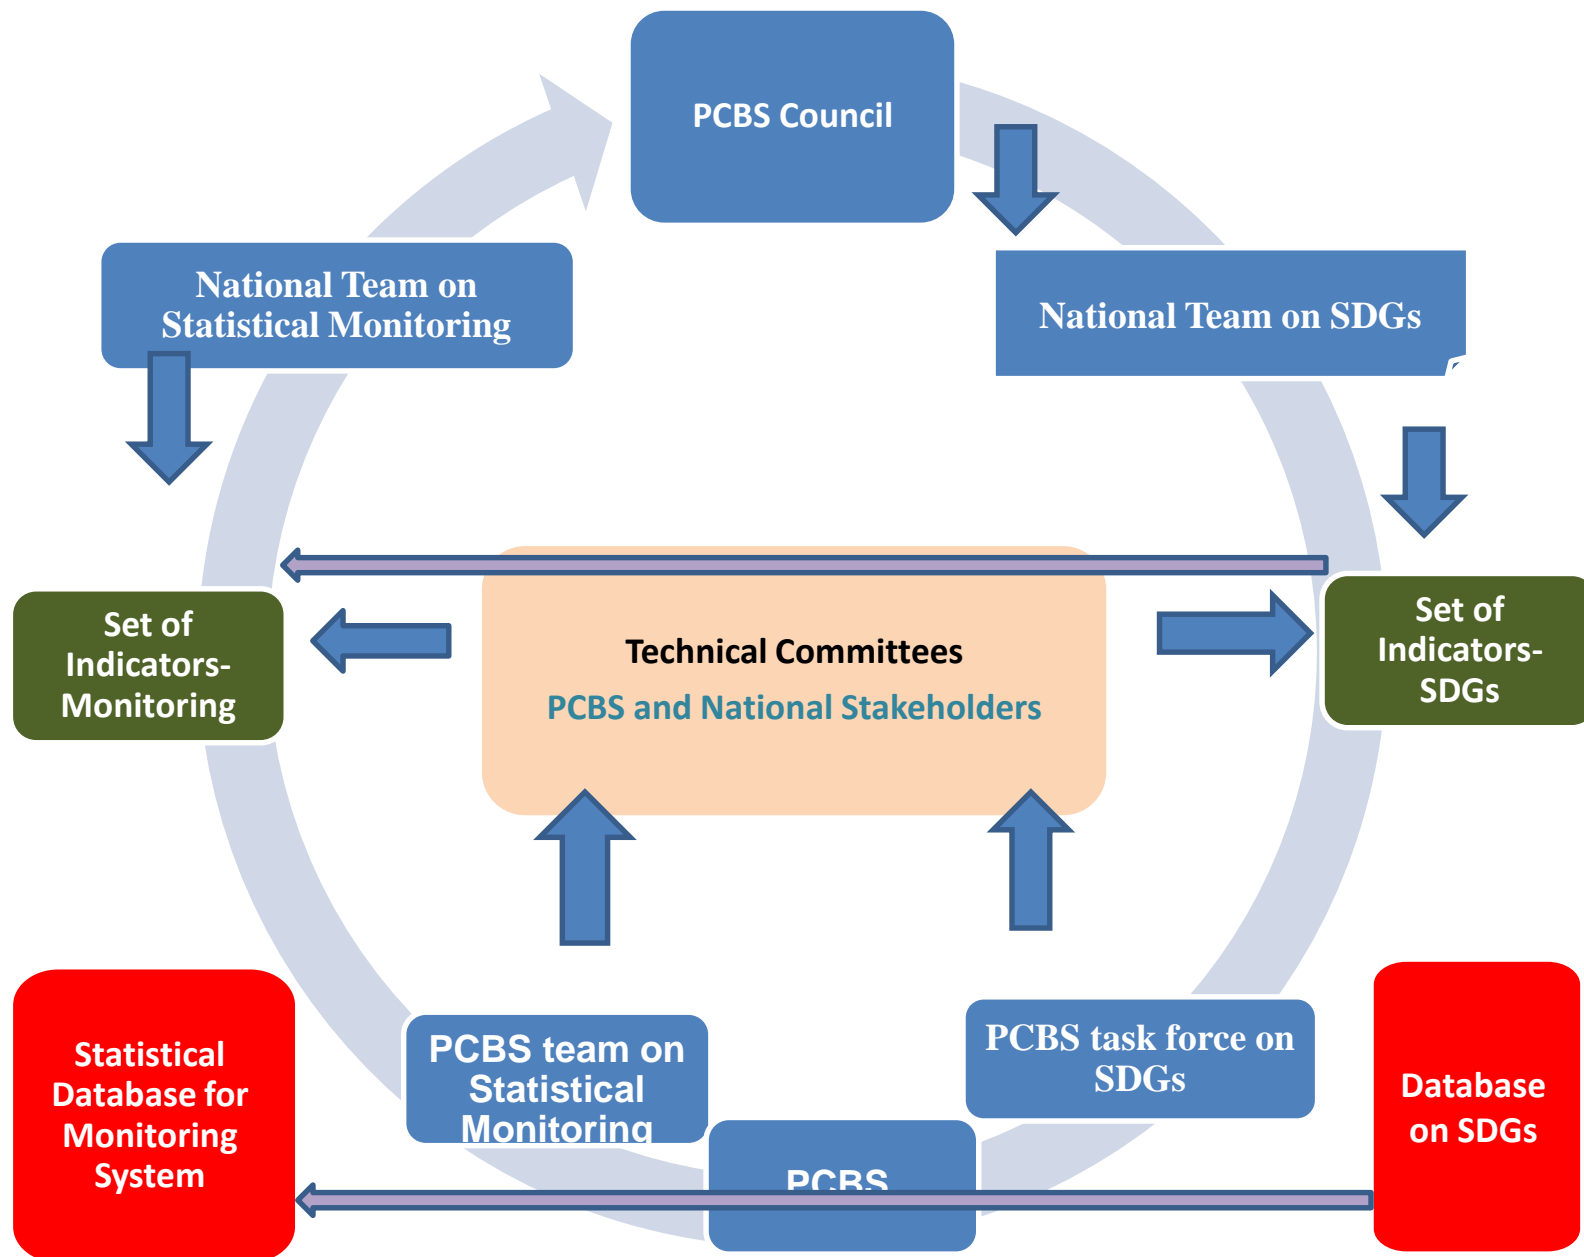 PCBS Council
National Team on
Statistical Monitoring
National Team on SDGs
Set of
Indicators-
Monitoring
Technical Committees
PCBS and National Stakeholders
Set of
Indicators-
SDGs
Statistical
Database for
Monitoring
System
PCBS team on
Statistical
Monitoring
PCBS
PCBS task force on
SDGs
Database
on SDGs